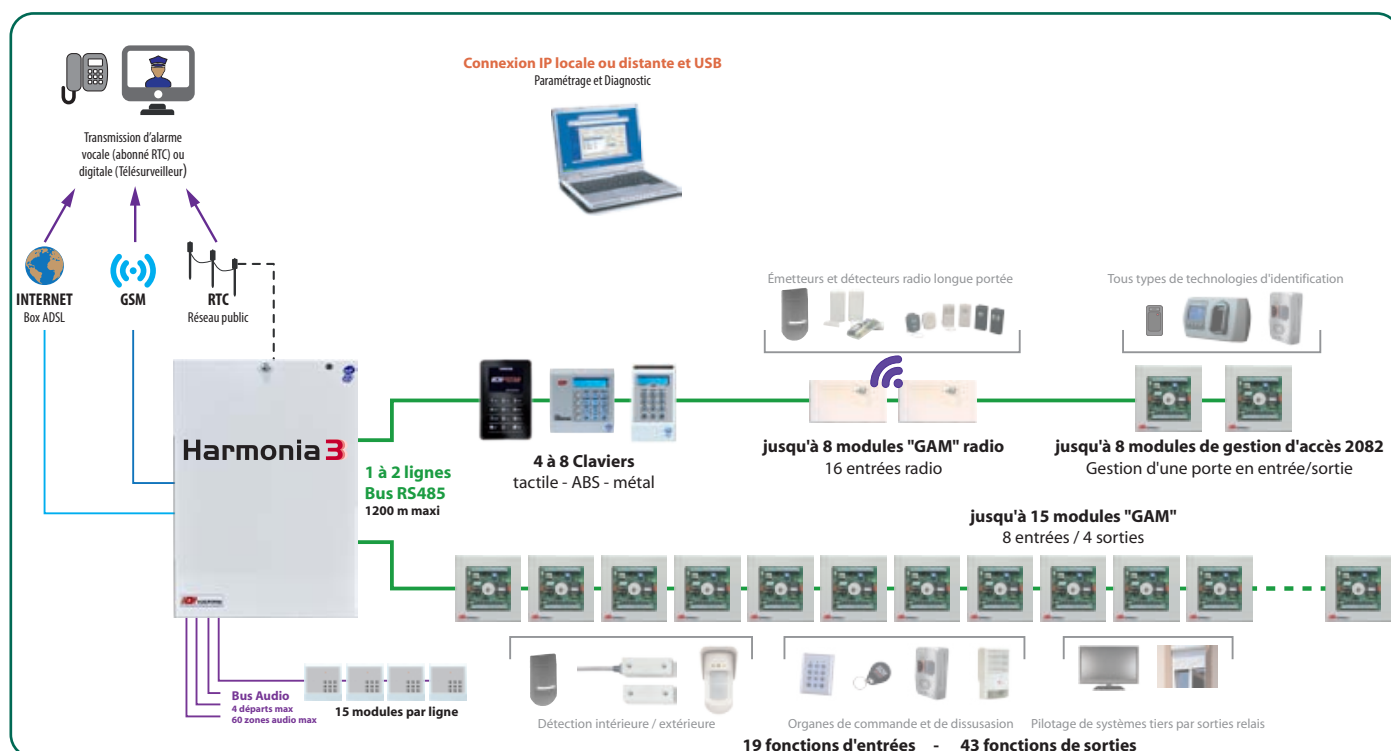 Connexion IP locale ou distante et USB
Paramétrage et Diagnostic
Transmission d'alarme
vocale (abonné RTC) ou
digitale (Télésurveilleur)
INTERNET
Box ADSL
GSM
RTC
Réseau public
Émetteurs et détecteurs radio longue portée
Tous types de technologies d'identification
Harmonia 3
1 à 2 lignes
Bus RS485
1200 m maxi
4 à 8 Claviers
tactile - ABS - métal
jusqu'à 8 modules "GAM" radio
16 entrées radio
jusqu'à 8 modules de gestion d'accès 2082
Gestion d'une porte en entrée/sortie
jusqu'à 15 modules "GAM"
8 entrées / 4 sorties
Bus Audio
4 départs max
60 zones audio max
15 modules par ligne
Détection intérieure / extérieure
Organes de commande et de dissusasion
Pilotage de systèmes tiers par sorties relais
19 fonctions d'entrées - 43 fonctions de sorties